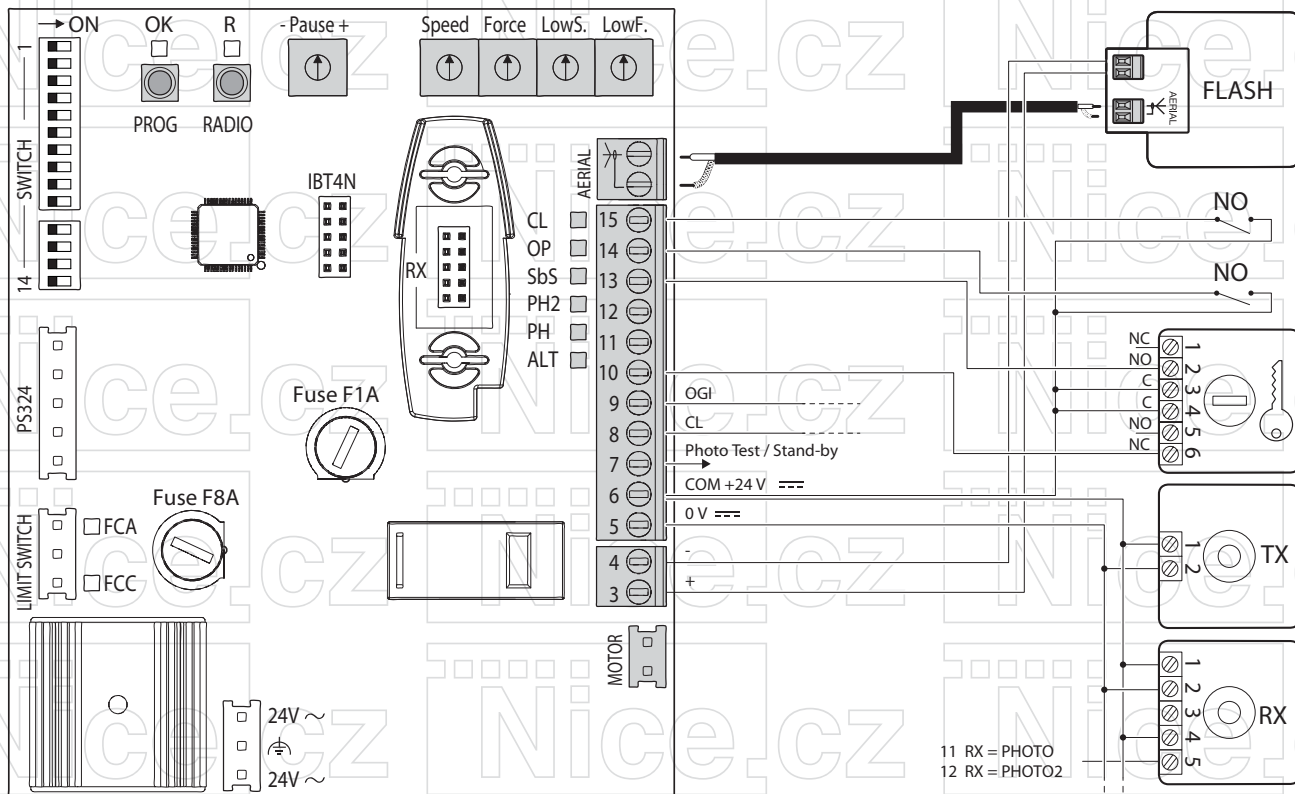 ON
OK
R
- Pause +
Speed
Force
LowS.
LowF.
1
SWITCH
14
PROG
RADIO
IBT4N
RX
AERIAL
CL
OP
SbS
PH2
PH
ALT
15
14
13
12
11
10
9
8
7
6
5
4
3
OGI
CL
Photo Test / Stand-by
COM +24 V
0 V
-
+
PS324
Fuse F1A
Fuse F8A
LIMIT SWITCH
FCA
FCC
MOTOR
24V ~
24V ~
FLASH
AERIAL
NO
NO
NC 1
NO 2
C 3
C 4
NO 5
NC 6
1
2
TX
1
2
3
4
5
RX
11 RX = PHOTO
12 RX = PHOTO2
Nice.cz